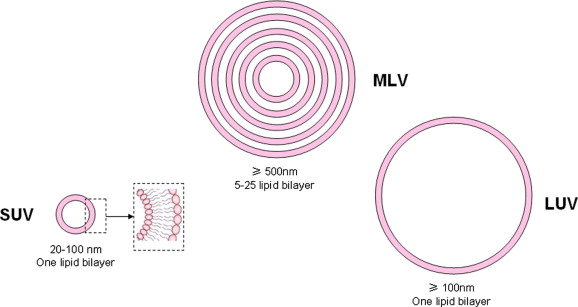 MLV
≥ 500nm
5-25 lipid bilayer
SUV
20-100 nm
One lipid bilayer
LUV
≥ 100nm
One lipid bilayer